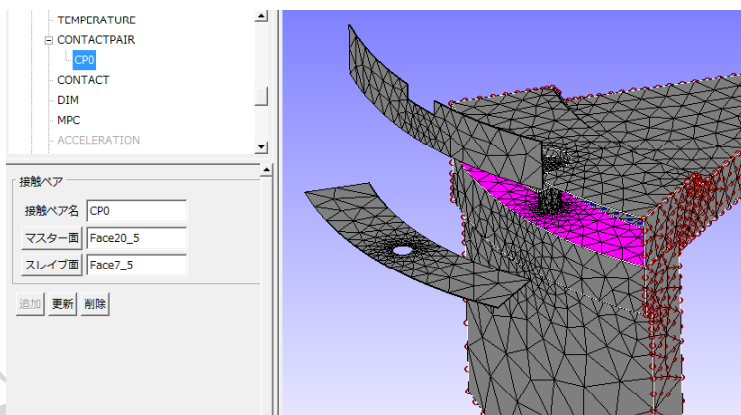 TEMPERATURE
CONTACTPAIR
CP0
CONTACT
DIM
MPC
ACCELERATION
接触ペア
接触ペア名 CP0
マスター面 Face20_5
スレイブ面 Face7_5
追加 更新 削除